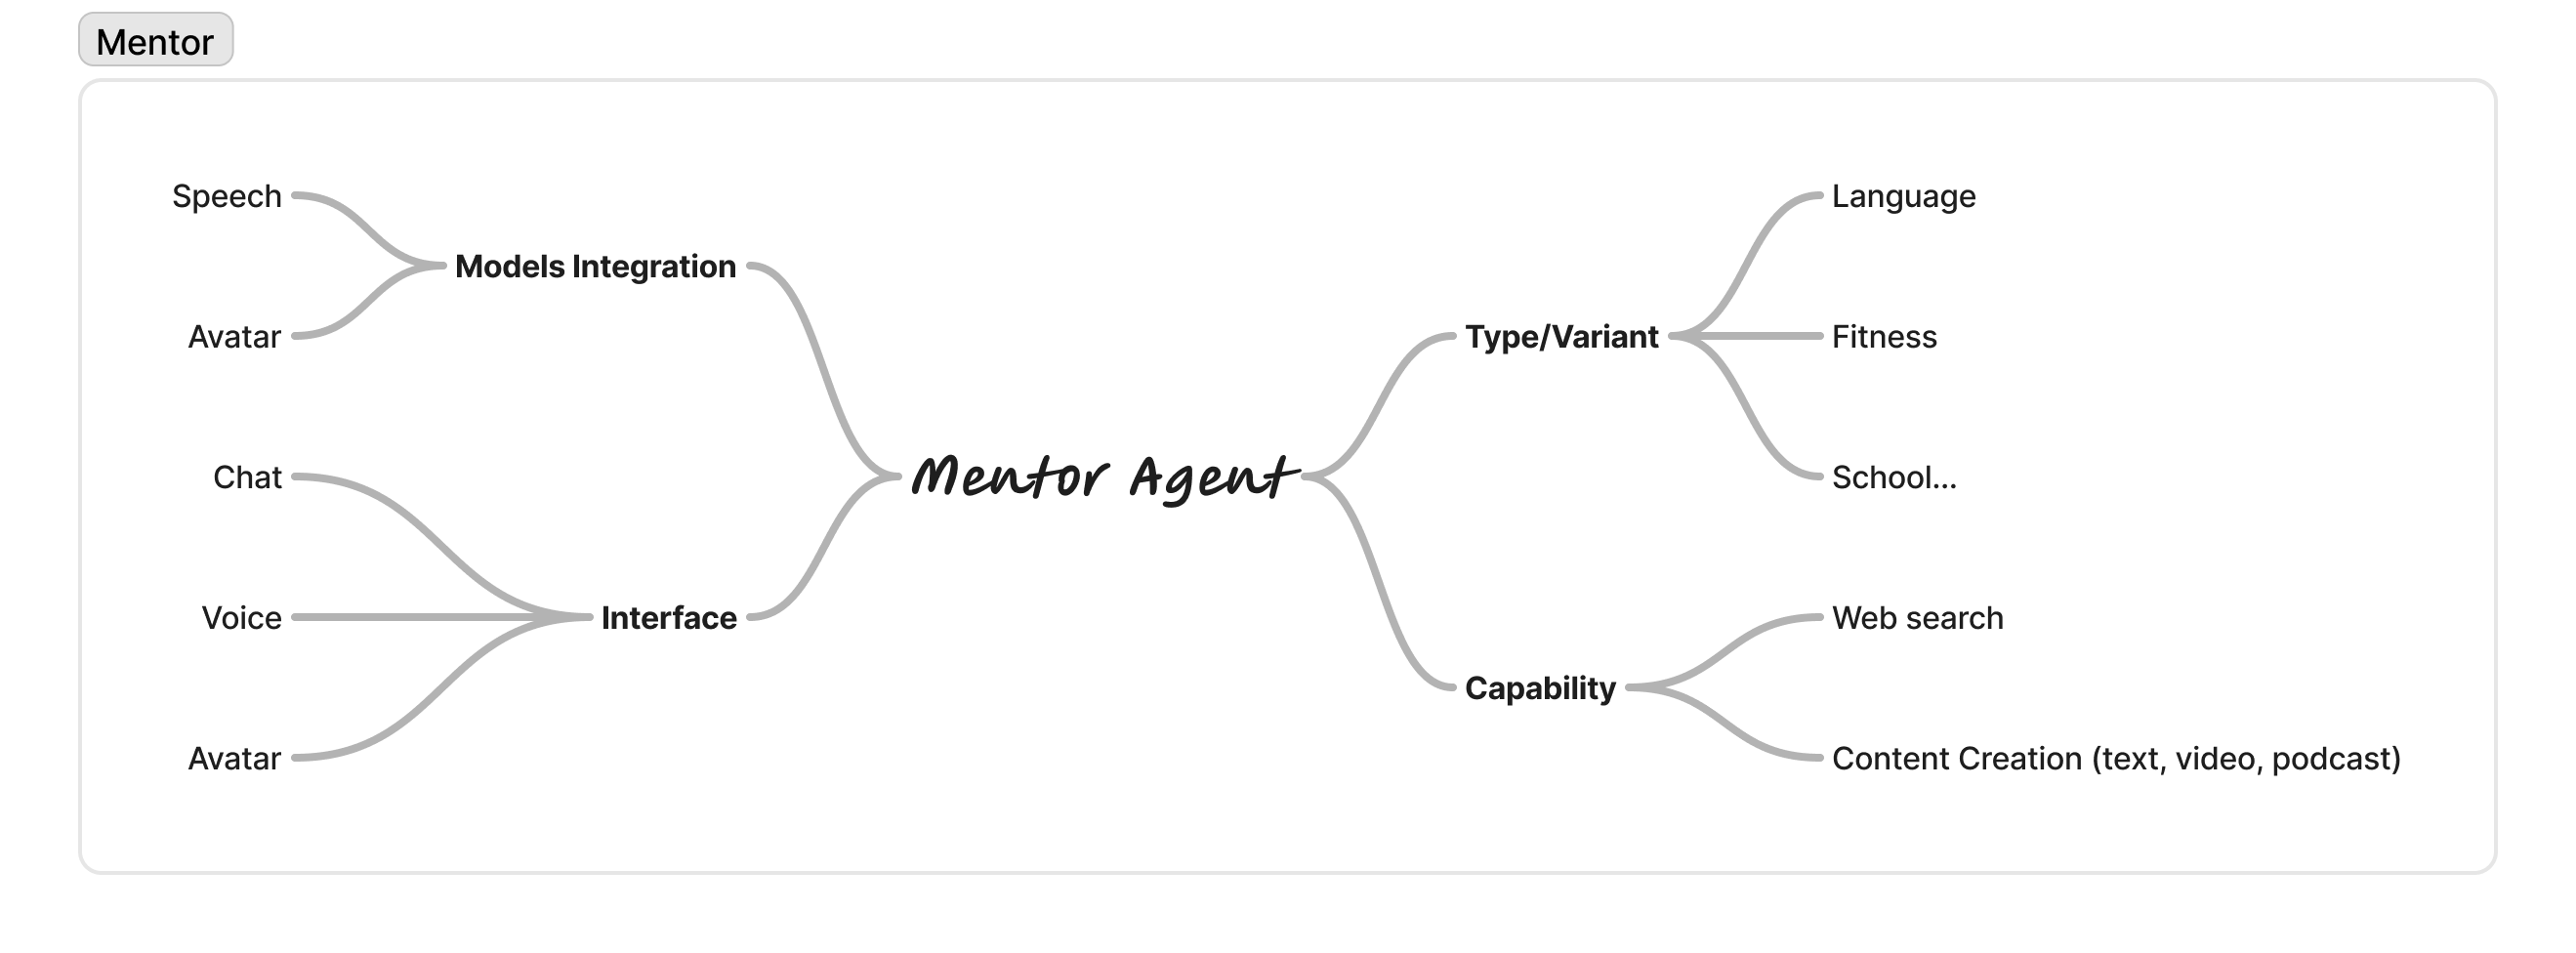 Mentor
Speech
Models Integration
Avatar
Chat
Interface
Voice
Avatar
Mentor Agent
Type/Variant
Language
Fitness
School...
Capability
Web search
Content Creation (text, video, podcast)